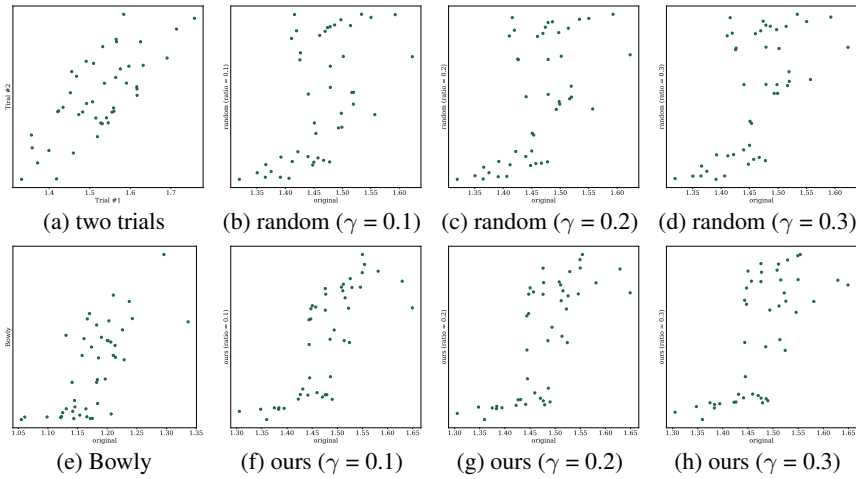 Tiral #2
1.4 1.5 1.6 1.7
Trial #1
(a) two trials
random (ratio = 0.1)
1.35 1.40 1.45 1.50 1.55 1.60
original
(b) random (γ = 0.1)
random (ratio = 0.2)
1.35 1.40 1.45 1.50 1.55 1.60
original
(c) random (γ = 0.2)
random (ratio = 0.3)
1.35 1.40 1.45 1.50 1.55 1.60
original
(d) random (γ = 0.3)
Bowly
1.05 1.10 1.15 1.20 1.25 1.30 1.35
original
(e) Bowly
ours (ratio = 0.1)
1.30 1.35 1.40 1.45 1.50 1.55 1.60 1.65
original
(f) ours (γ = 0.1)
ours (ratio = 0.2)
1.30 1.35 1.40 1.45 1.50 1.55 1.60 1.65
original
(g) ours (γ = 0.2)
ours (ratio = 0.3)
1.30 1.35 1.40 1.45 1.50 1.55 1.60 1.65
original
(h) ours (γ = 0.3)